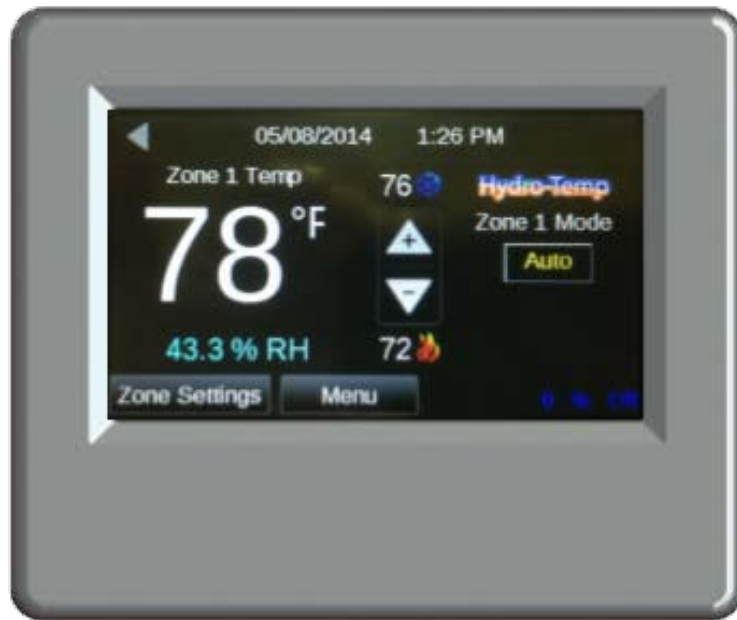 05/08/2014 1:26 PM
Zone 1 Temp
78°F
43.3 % RH
76
72
Hydro-Temp
Zone 1 Mode
Auto
Zone Settings
Menu